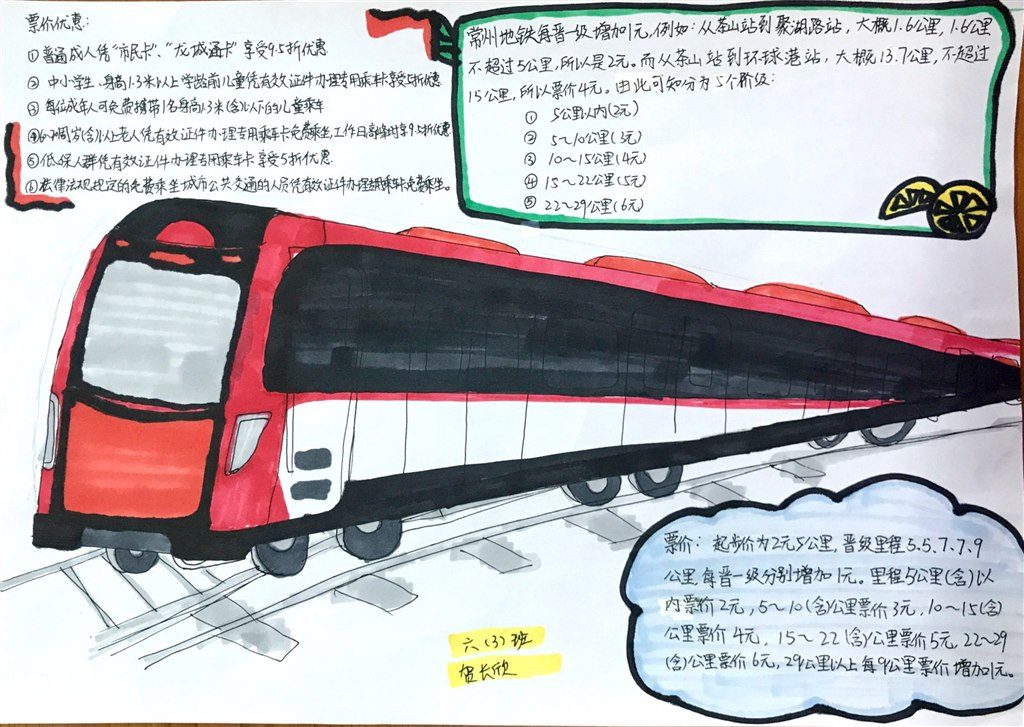 票价优惠:
①普通成人凭“市民卡”、“龙城通卡”享受9.5折优惠
② 中小学生、身高1.3米以上学龄前儿童凭有效证件办理专用乘车卡享受5折优惠
③ 每位成年人可免费携带1名身高1.3米(含)以下的儿童乘车
周岁(含)以上老人凭有效证件办理专用乘车卡免费乘坐,工作日高峰时享9.5折优惠
⑤低保人群凭有效证件办理专用乘车卡享受5折优惠.
⑥法律法规规定的免费乘坐城市公共交通的人员凭有效证件办理专用乘车卡免费乘坐。
常州地铁每晋一级增加1元,例如:从茶山站到聚湖路站,大概1.6公里,1.6公里
不超过5公里,所以是2元。而从茶山站到环球港站,大概13.7公里,不超过
15公里,所以票价4元。由此可知分为5个阶级:
① 5公里以内(2元)
② 5~10公里(3元)
③ 10~15公里(4元)
④ 15~22公里(5元)
⑤ 22~29公里(6元)
票价: 起步价为2元5公里,晋级里程5.5.7.7.9
公里,每晋一级分别增加1元。里程5公里(含)以
内票价2元,5~10(含)公里票价3元,10~15(含)
公里票价4元,15~22(含)公里票价5元,22~29
(含)公里票价6元,29公里以上每9公里票价增加1元。
六(3)班
贺长欣